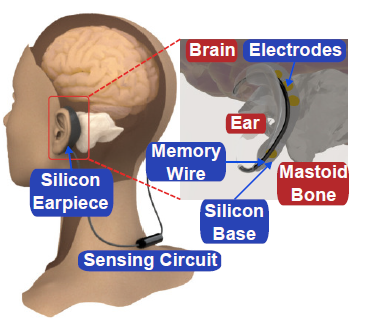 Brain
Electrodes
Ear
Memory
Wire
Mastoid
Bone
Silicon
Earpiece
Silicon
Base
Sensing Circuit